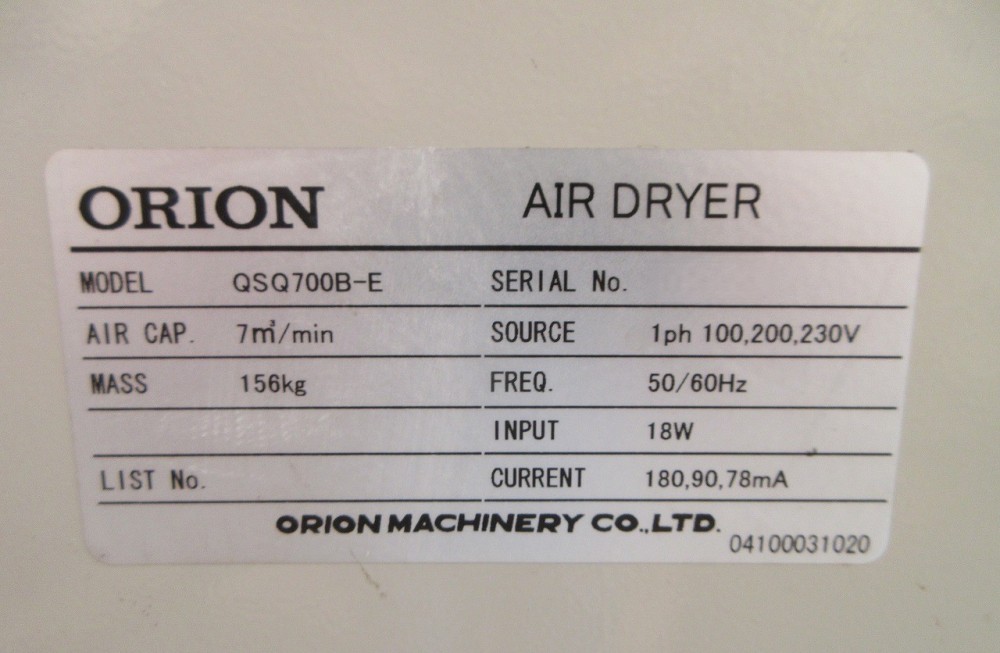 ORION AIR DRYER
MODEL QSQ700B-E SERIAL No.
AIR CAP. 7㎥/min SOURCE 1ph 100,200,230V
MASS 156kg FREQ. 50/60Hz
INPUT 18W
LIST No. CURRENT 180,90,78mA
ORION MACHINERY CO.,LTD.
04100031020